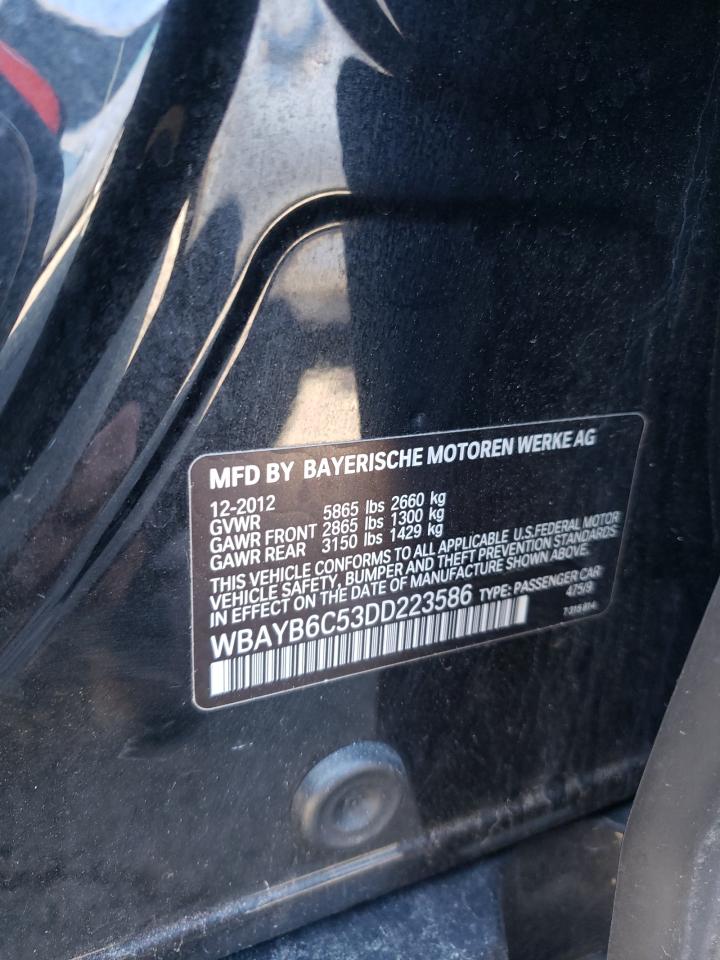 MFD BY BAYERISCHE MOTOREN WERKE AG
12-2012
GVWR 5865 lbs 2660 kg
GAWR FRONT 2865 lbs 1300 kg
GAWR REAR 3150 lbs 1429 kg
THIS VEHICLE CONFORMS TO ALL APPLICABLE U.S.FEDERAL MOTOR
VEHICLE SAFETY, BUMPER AND THEFT PREVENTION STANDARDS
IN EFFECT ON THE DATE OF MANUFACTURE SHOWN ABOVE.
WBAYB6C53DD223586 TYPE: PASSENGER CAR
475/9